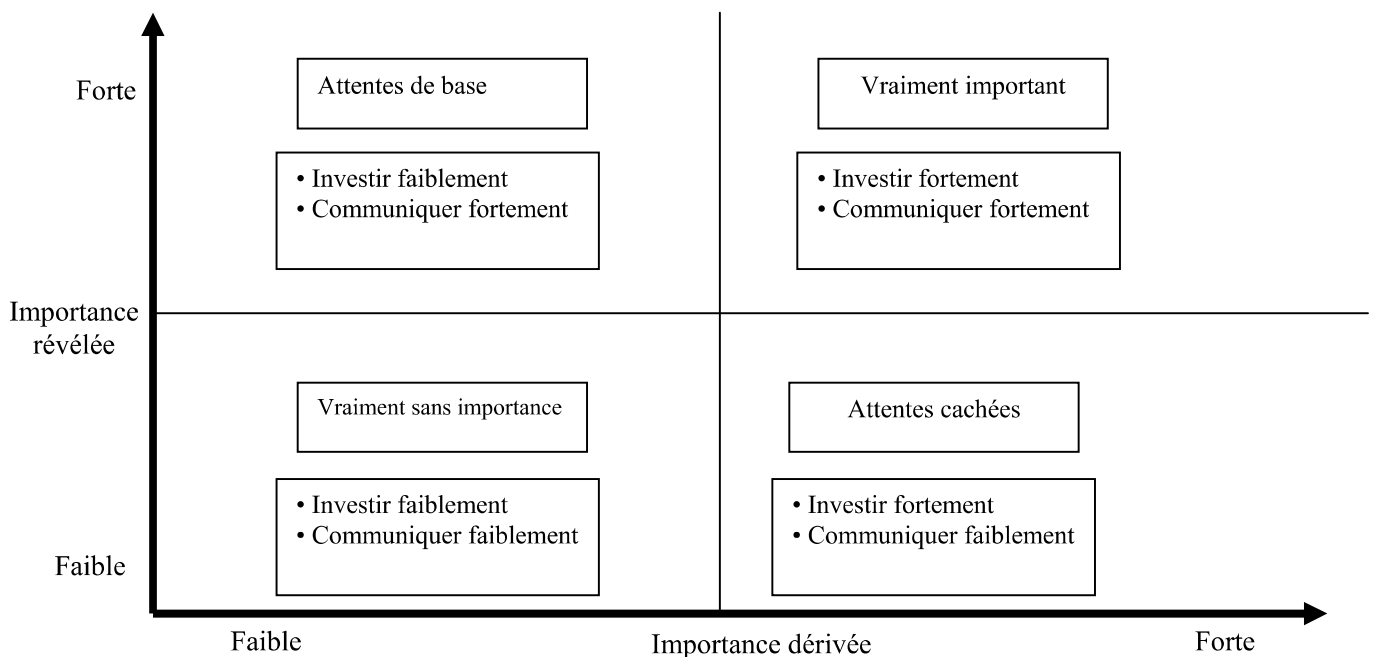 Forte
Attentes de base
Vraiment important
• Investir faiblement
• Communiquer fortement
• Investir fortement
• Communiquer fortement
Importance
révélée
Vraiment sans importance
Attentes cachées
• Investir faiblement
• Communiquer faiblement
• Investir fortement
• Communiquer faiblement
Faible
Faible
Importance dérivée
Forte